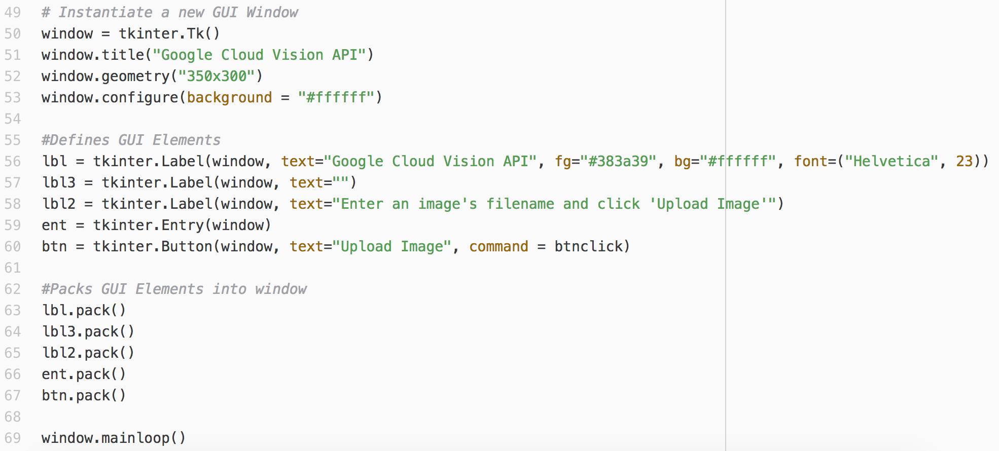 49 # Instantiate a new GUI Window
50 window = tkinter.Tk()
51 window.title("Google Cloud Vision API")
52 window.geometry("350x300")
53 window.configure(background = "#ffffff")
54
55 #Defines GUI Elements
56 lbl = tkinter.Label(window, text="Google Cloud Vision API", fg="#383a39", bg="#ffffff", font=("Helvetica", 23))
57 lbl3 = tkinter.Label(window, text="")
58 lbl2 = tkinter.Label(window, text="Enter an image's filename and click 'Upload Image'")
59 ent = tkinter.Entry(window)
60 btn = tkinter.Button(window, text="Upload Image", command = btnclick)
61
62 #Packs GUI Elements into window
63 lbl.pack()
64 lbl3.pack()
65 lbl2.pack()
66 ent.pack()
67 btn.pack()
68
69 window.mainloop()